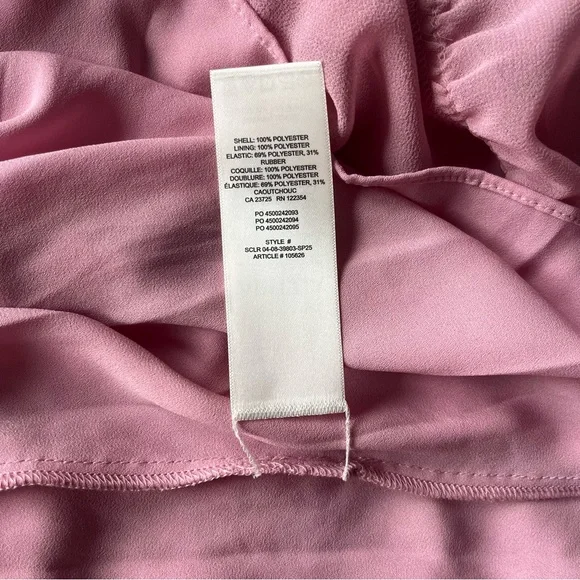 SHELL: 100% POLYESTER
LINING: 100% POLYESTER
ELASTIC: 69% POLYESTER, 31%
RUBBER
COQUILLE: 100% POLYESTER
DOUBLURE: 100% POLYESTER
ÉLASTIQUE: 69% POLYESTER, 31%
CAOUTCHOUC
CA 23725 RN 122354
PO 4500242093
PO 4500242094
PO 4500242095
STYLE #
SCLR 04-08-39803-SP25
ARTICLE # 105626